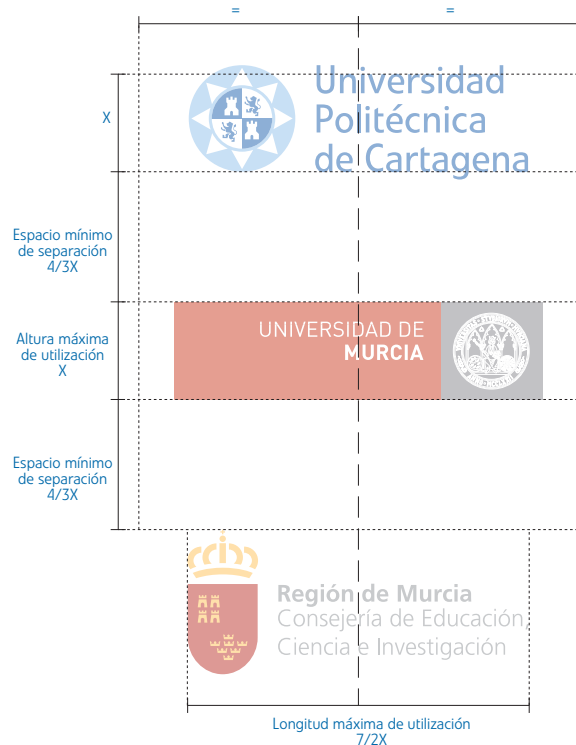 =
=
Universidad
Politécnica
de Cartagena
X
Espacio mínimo
de separación
4/3X
Altura máxima
de utilización
X
UNIVERSIDAD DE
MURCIA
Espacio mínimo
de separación
4/3X
Región de Murcia
Consejería de Educación,
Ciencia e Investigación
Longitud máxima de utilización
7/2X